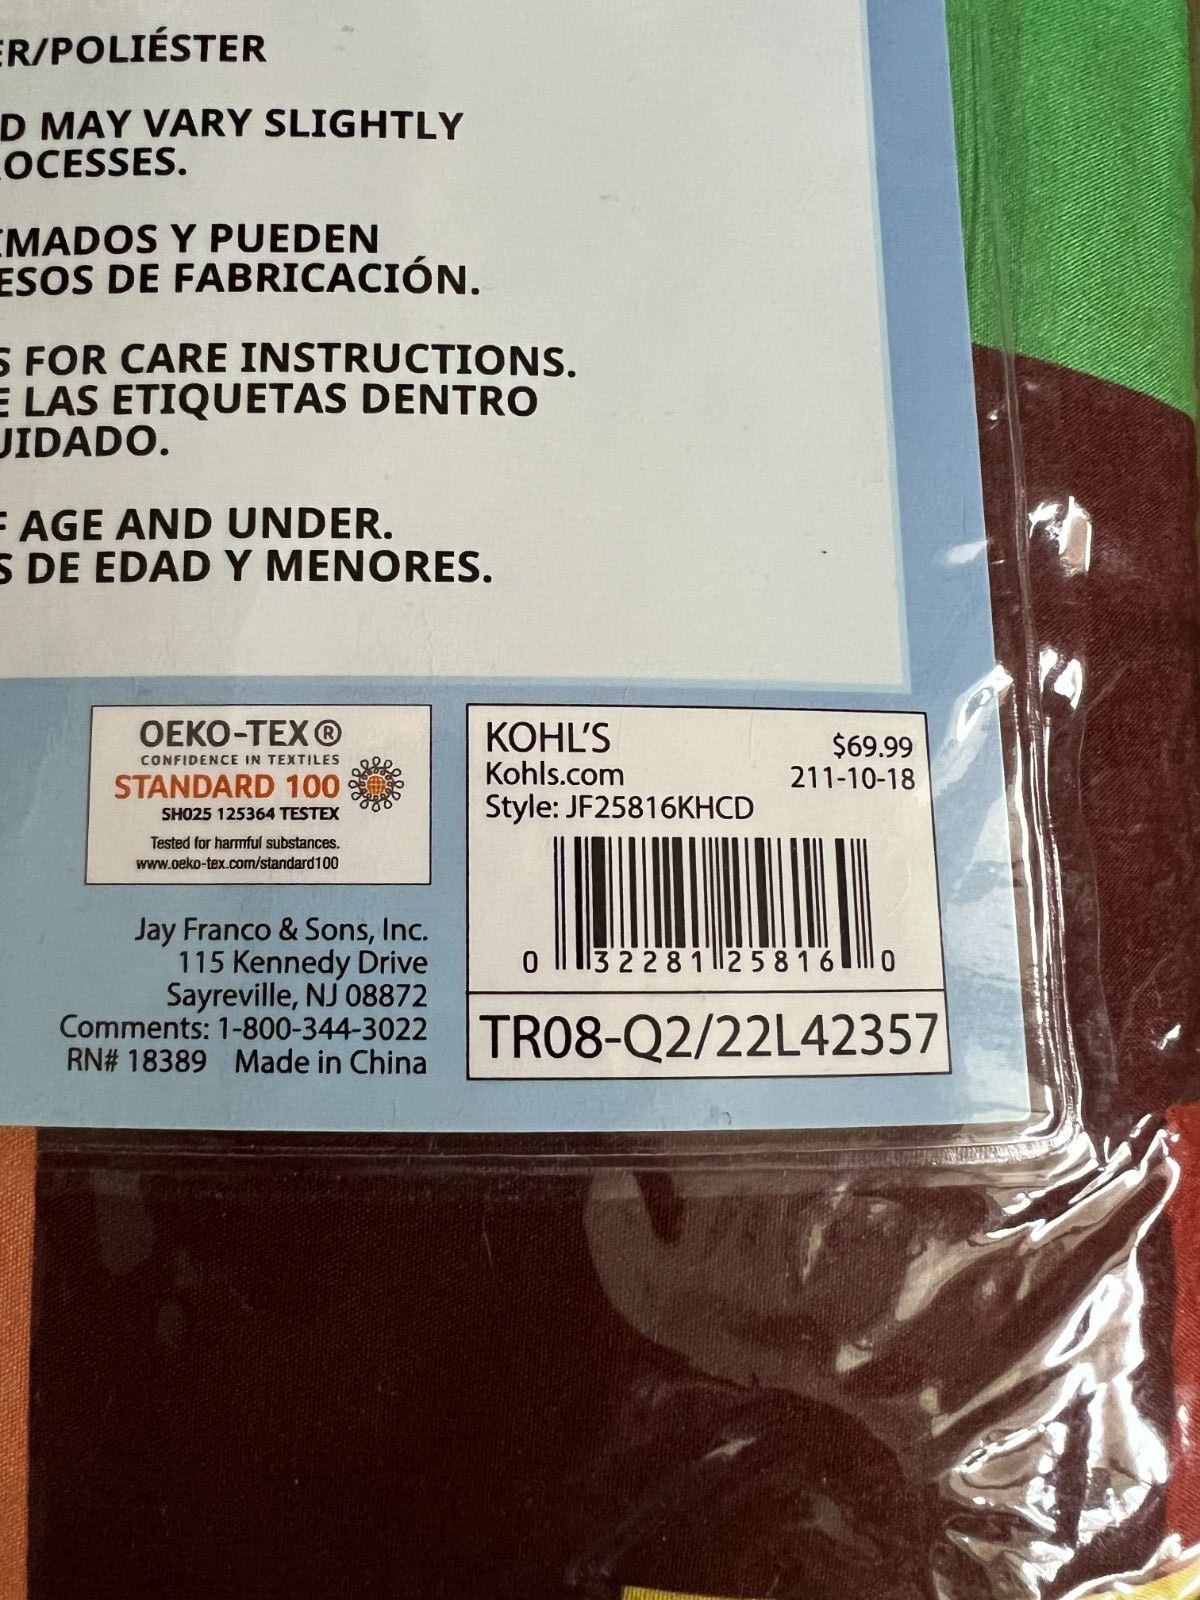 ER/POLIÉSTER
D MAY VARY SLIGHTLY
OCESSES.
IMADOS Y PUEDEN
ESOS DE FABRICACIÓN.
S FOR CARE INSTRUCTIONS.
E LAS ETIQUETAS DENTRO
UIDADO.
F AGE AND UNDER.
S DE EDAD Y MENORES.
OEKO-TEX®
CONFIDENCE IN TEXTILES
STANDARD 100
SH025 125364 TESTEX
Tested for harmful substances.
www.oeko-tex.com/standard100
Jay Franco & Sons, Inc.
115 Kennedy Drive
Sayreville, NJ 08872
Comments: 1-800-344-3022
RN# 18389 Made in China
KOHL'S $69.99
Kohls.com 211-10-18
Style: JF25816KHCD
0 32281 25816 0
TR08-Q2/22L42357